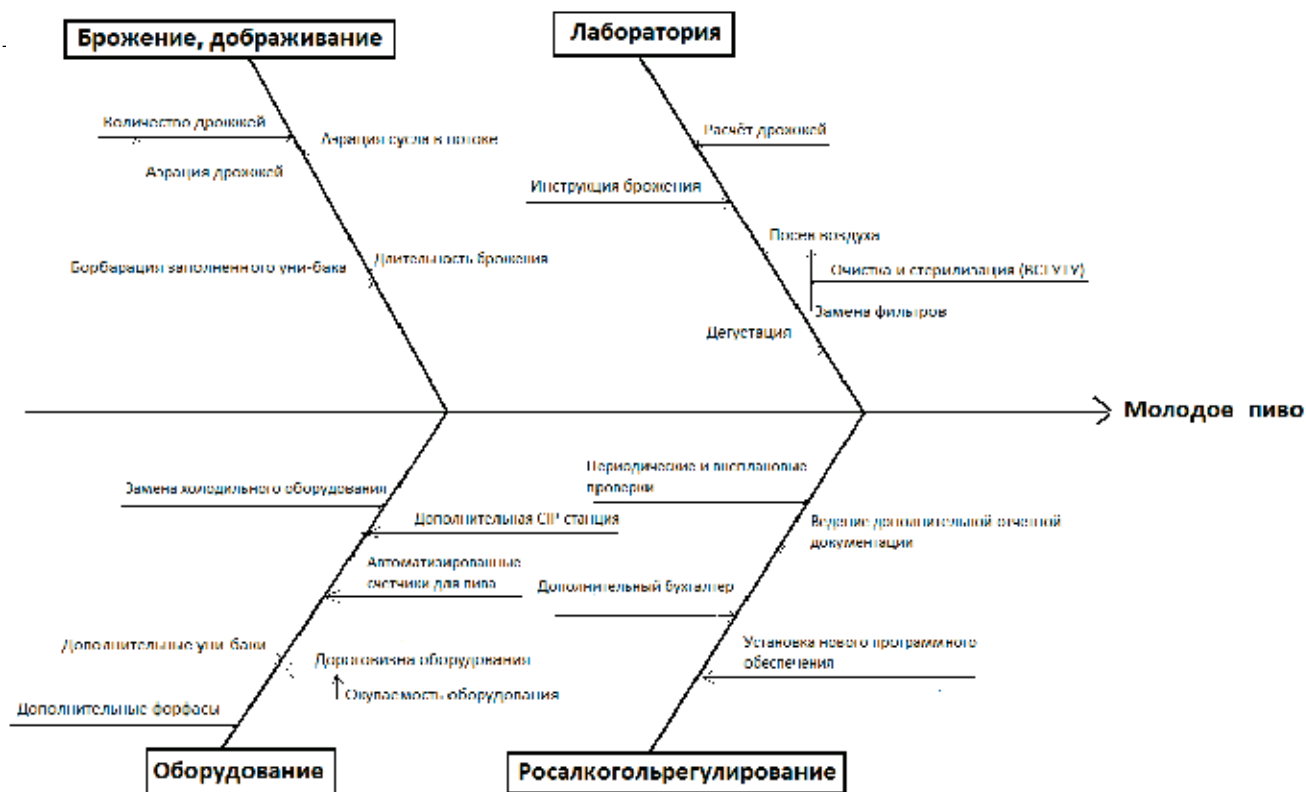 Брожение, дображивание
Лаборатория
Количество дрожжей
Аэрация сусла в потоке
Аэрация дрожжей
Борбарация заполненного уни-бака
Длительность брожения
Расчёт дрожжей
Инструкция брожения
Посев воздуха
Очистка и стерилизация (ВСГУТУ)
Замена фильтров
Дегустация
Молодое пиво
Замена холодильного оборудования
Дополнительная CIP станция
Автоматизированные
счетчики для пива
Дополнительные уни-баки
Дороговизна оборудования
Окупаемость оборудования
Дополнительные форфасы
Оборудование
Периодические и внеплановые
проверки
Ведение дополнительной отчетной
документации
Дополнительный бухгалтер
Установка нового программного
обеспечения
Росалкогольрегулирование